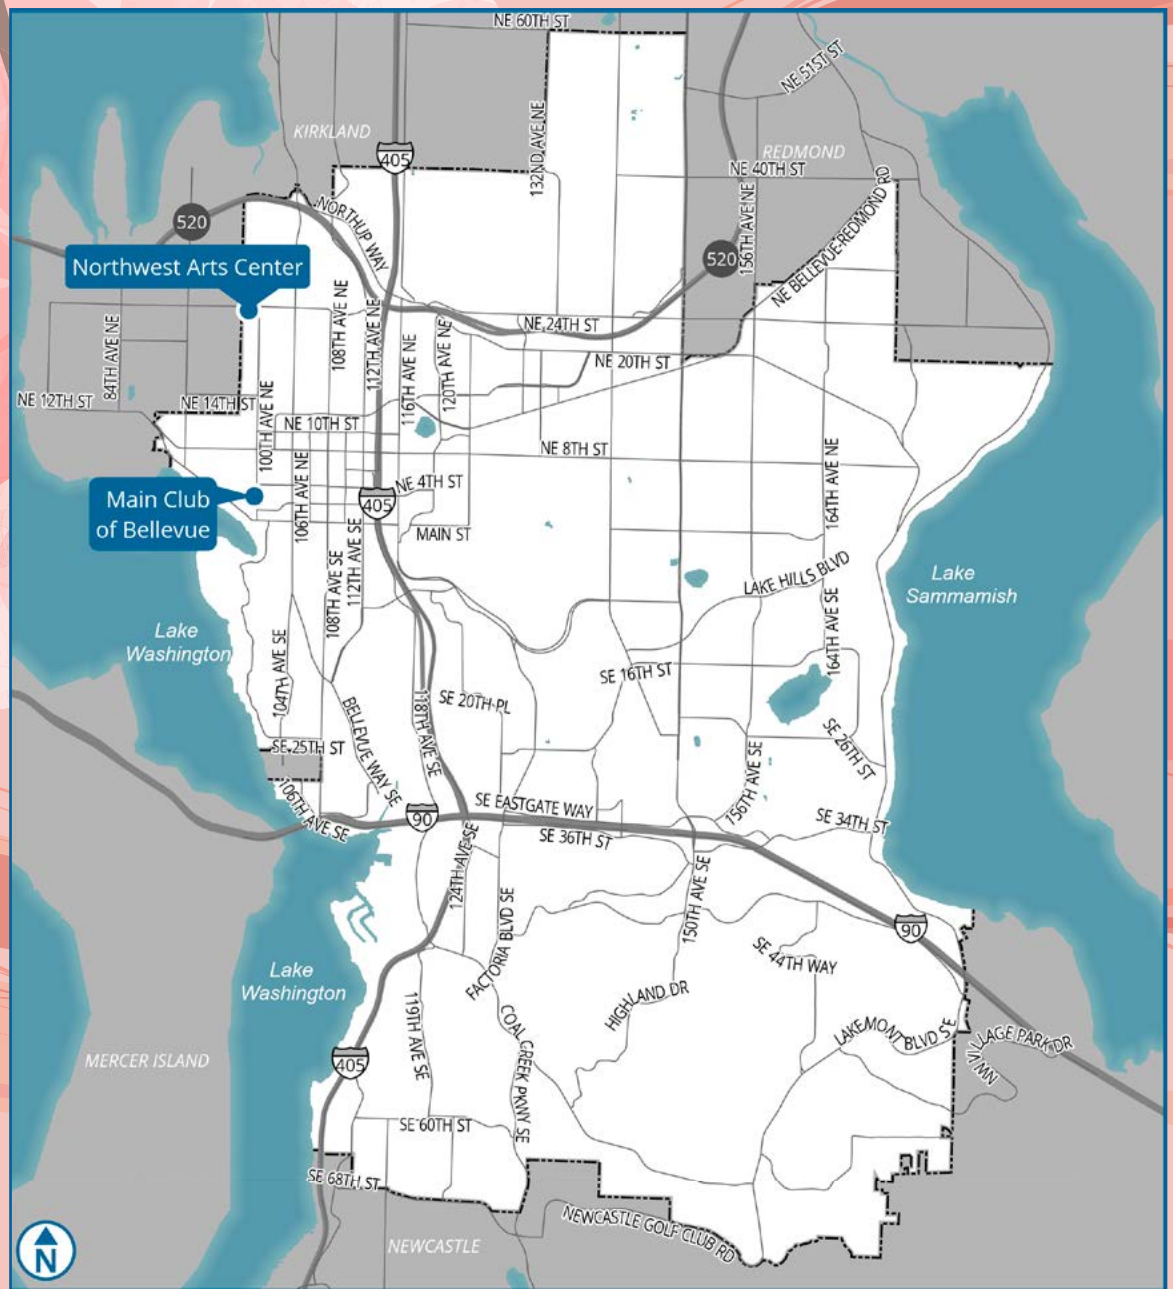 NE 60TH ST
NE 51ST ST
KIRKLAND
132ND AVE NE
REDMOND
405
NE 40TH ST
520
NORTHUP WAY
156TH AVE NE
NE BELLEVUE-REDMOND RD
520
Northwest Arts Center
108TH AVE NE
112TH AVE NE
NE 24TH ST
84TH AVE NE
116TH AVE NE
120TH AVE NE
NE 20TH ST
NE 12TH ST
NE 14TH ST
100TH AVE NE
NE 10TH ST
NE 8TH ST
106TH AVE NE
164TH AVE NE
NE 4TH ST
Main Club
of Bellevue
405
MAIN ST
112TH AVE SE
108TH AVE SE
LAKE HILLS BLVD
Lake
Sammamish
164TH AVE SE
Lake
Washington
104TH AVE SE
SE 16TH ST
118TH AVE SE
SE 20TH PL
BELLEVUE WAY SE
SE 26TH ST
SE 25TH ST
156TH AVE SE
106TH AVE SE
90
SE EASTGATE WAY
SE 34TH ST
SE 36TH ST
124TH AVE SE
150TH AVE SE
FACTORIA BLVD SE
90
SE 44TH WAY
Lake
Washington
HIGHLAND DR
119TH AVE SE
COAL CREEK PKWY SE
LAKEMONT BLVD SE
NW VILLAGE PARK DR
MERCER ISLAND
405
SE 60TH ST
SE 68TH ST
NEWCASTLE GOLF CLUB RD
NEWCASTLE
N